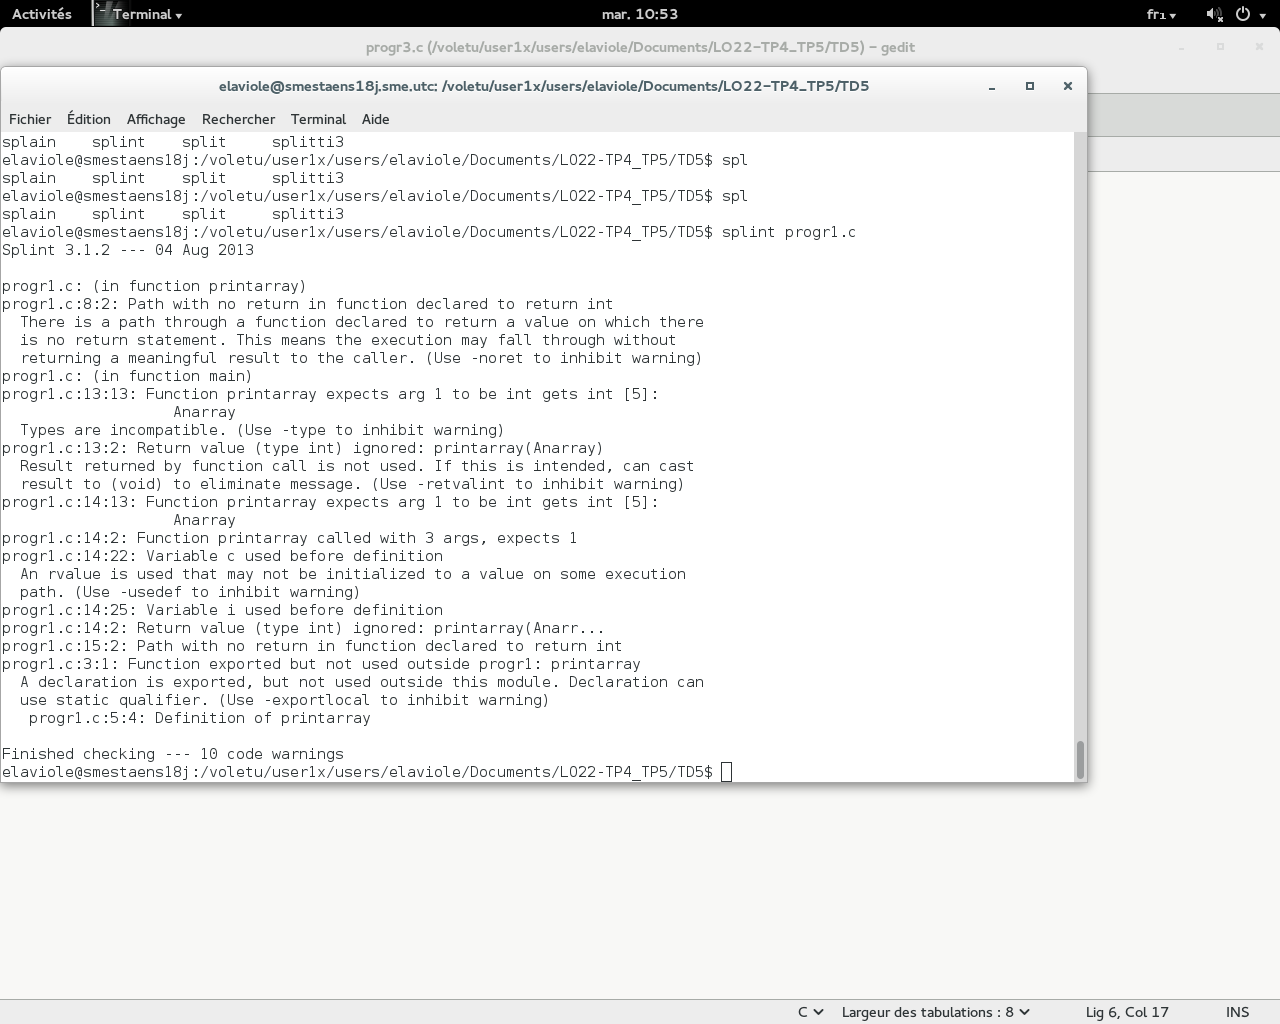 Activités Terminal mar. 10:53 fr1
progr3.c (/voletu/user1x/users/elaviole/Documents/LO22-TP4_TP5/TD5) - gedit
elaviole@smestaens18j.sme.utc: /voletu/user1x/users/elaviole/Documents/LO22-TP4_TP5/TD5
Fichier Édition Affichage Rechercher Terminal Aide
splain    splint    split     splitti3
elaviole@smestaens18j:/voletu/user1x/users/elaviole/Documents/LO22-TP4_TP5/TD5$ spl
splain    splint    split     splitti3
elaviole@smestaens18j:/voletu/user1x/users/elaviole/Documents/LO22-TP4_TP5/TD5$ spl
splain    splint    split     splitti3
elaviole@smestaens18j:/voletu/user1x/users/elaviole/Documents/LO22-TP4_TP5/TD5$ splint progr1.c
Splint 3.1.2 --- 04 Aug 2013
progr1.c: (in function printarray)
progr1.c:8:2: Path with no return in function declared to return int
  There is a path through a function declared to return a value on which there
  is no return statement. This means the execution may fall through without
  returning a meaningful result to the caller. (Use -noret to inhibit warning)
progr1.c: (in function main)
progr1.c:13:13: Function printarray expects arg 1 to be int gets int [5]:
                   Anarray
  Types are incompatible. (Use -type to inhibit warning)
progr1.c:13:2: Return value (type int) ignored: printarray(Anarray)
  Result returned by function call is not used. If this is intended, can cast
  result to (void) to eliminate message. (Use -retvalint to inhibit warning)
progr1.c:14:13: Function printarray expects arg 1 to be int gets int [5]:
                   Anarray
progr1.c:14:2: Function printarray called with 3 args, expects 1
progr1.c:14:22: Variable c used before definition
  An rvalue is used that may not be initialized to a value on some execution
  path. (Use -usedef to inhibit warning)
progr1.c:14:25: Variable i used before definition
progr1.c:14:2: Return value (type int) ignored: printarray(Anarr...
progr1.c:15:2: Path with no return in function declared to return int
progr1.c:3:1: Function exported but not used outside progr1: printarray
  A declaration is exported, but not used outside this module. Declaration can
  use static qualifier. (Use -exportlocal to inhibit warning)
   progr1.c:5:4: Definition of printarray
Finished checking --- 10 code warnings
elaviole@smestaens18j:/voletu/user1x/users/elaviole/Documents/LO22-TP4_TP5/TD5$
C Largeur des tabulations : 8 Lig 6, Col 17 INS